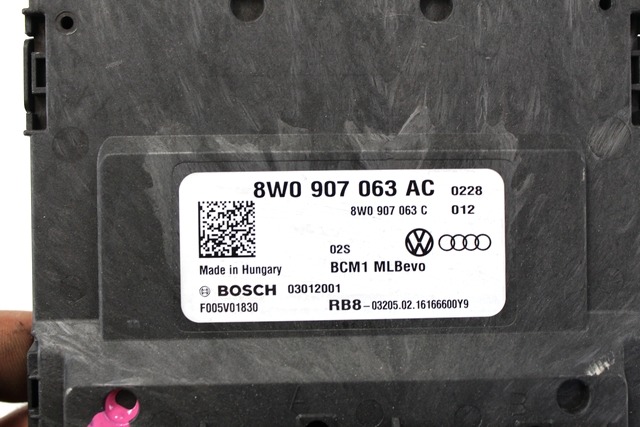 8W0 907 063 AC 0228
8W0 907 063 C 012
02S
Made in Hungary BCM1 MLBevo
BOSCH 03012001
F005V01830 RB8-03205.02.16166600Y9